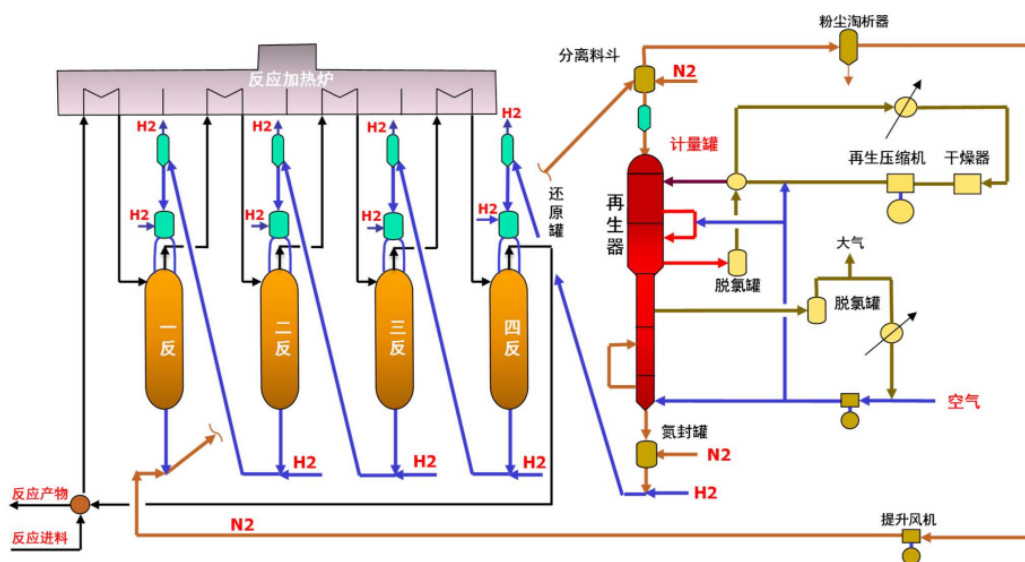 粉尘淘析器
分离料斗
N2
反应加热炉
H2
H2
H2
H2
计量罐
再生压缩机
干燥器
还原罐
再生器
H2
H2
H2
H2
大气
脱氯罐
脱氯罐
一反
二反
三反
四反
空气
氮封罐
N2
H2
H2
H2
H2
反应产物
提升风机
N2
反应进料